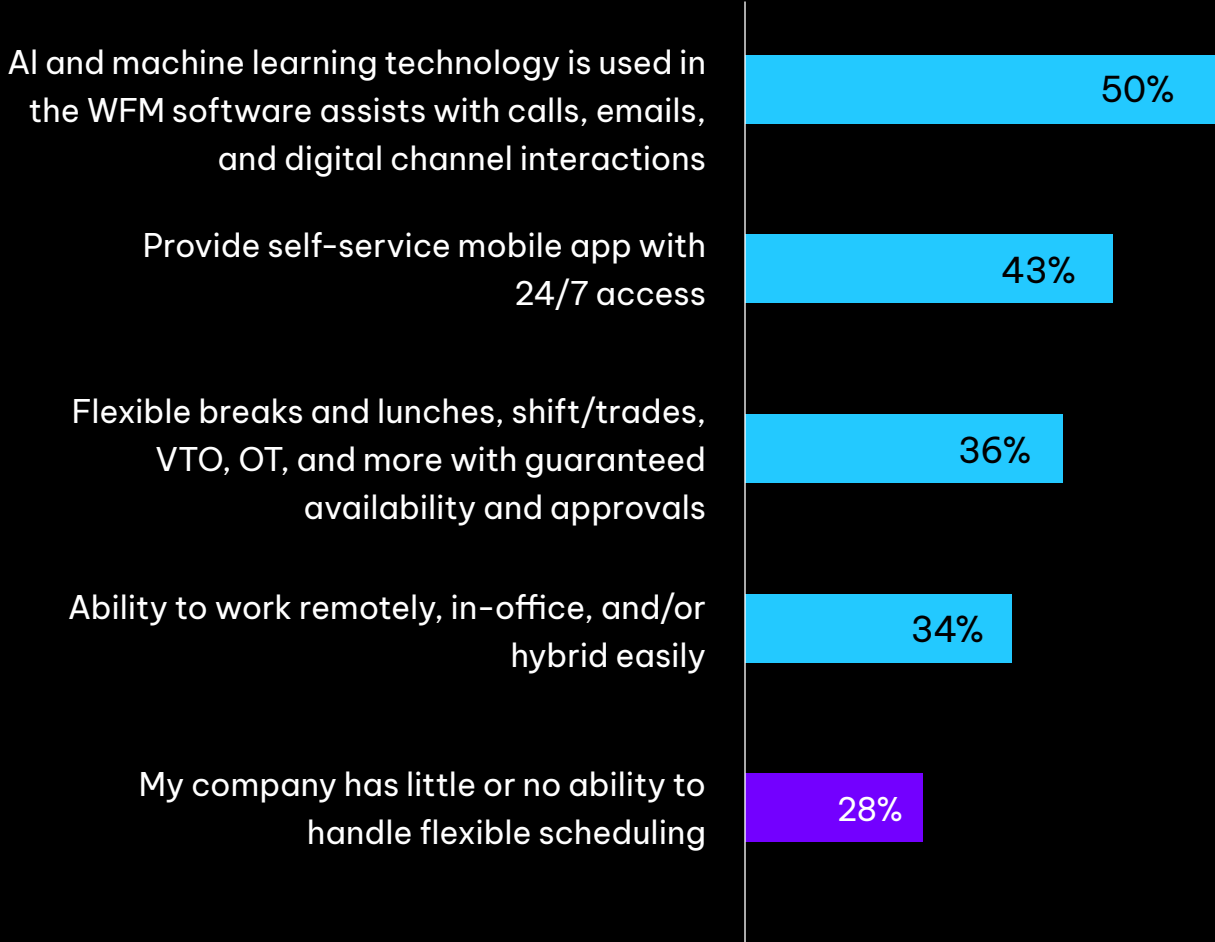 AI and machine learning technology is used in
the WFM software assists with calls, emails,
and digital channel interactions
50%
Provide self-service mobile app with
24/7 access
43%
Flexible breaks and lunches, shift/trades,
VTO, OT, and more with guaranteed
availability and approvals
36%
Ability to work remotely, in-office, and/or
hybrid easily
34%
My company has little or no ability to
handle flexible scheduling
28%